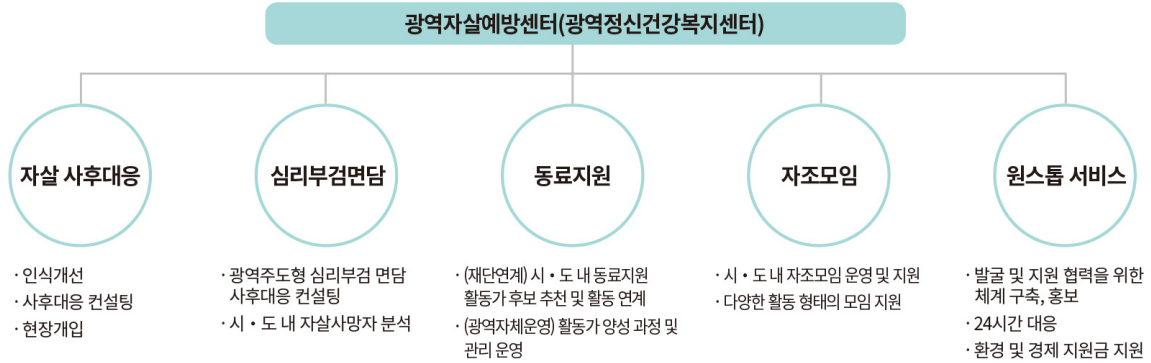 광역자살예방센터(광역정신건강복지센터)
자살 사후대응
심리부검면담
동료지원
자조모임
원스톱 서비스
· 인식개선
· 사후대응 컨설팅
· 현장개입
· 광역주도형 심리부검 면담
사후대응 컨설팅
· 시・도 내 자살사망자 분석
· (재단연계) 시・도 내 동료지원
활동가 후보 추천 및 활동 연계
· (광역자체운영) 활동가 양성 과정 및
관리 운영
· 시・도 내 자조모임 운영 및 지원
· 다양한 활동 형태의 모임 지원
· 발굴 및 지원 협력을 위한
체계 구축, 홍보
· 24시간 대응
· 환경 및 경제 지원금 지원